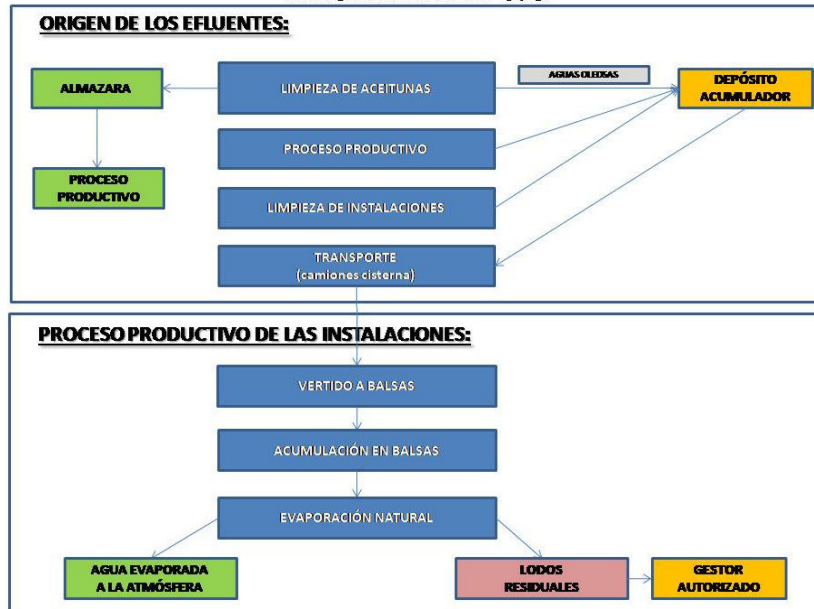 ORIGEN DE LOS EFLUENTES:
ALMAZARA
LIMPIEZA DE ACEITUNAS
AGUAS OLEOSAS
DEPÓSITO
ACUMULADOR
PROCESO PRODUCTIVO
PROCESO
PRODUCTIVO
LIMPIEZA DE INSTALACIONES
TRANSPORTE
(camiones cisterna)
PROCESO PRODUCTIVO DE LAS INSTALACIONES:
VERTIDO A BALSAS
ACUMULACIÓN EN BALSAS
EVAPORACIÓN NATURAL
AGUA EVAPORADA
A LA ATMÓSFERA
LODOS
RESIDUALES
GESTOR
AUTORIZADO